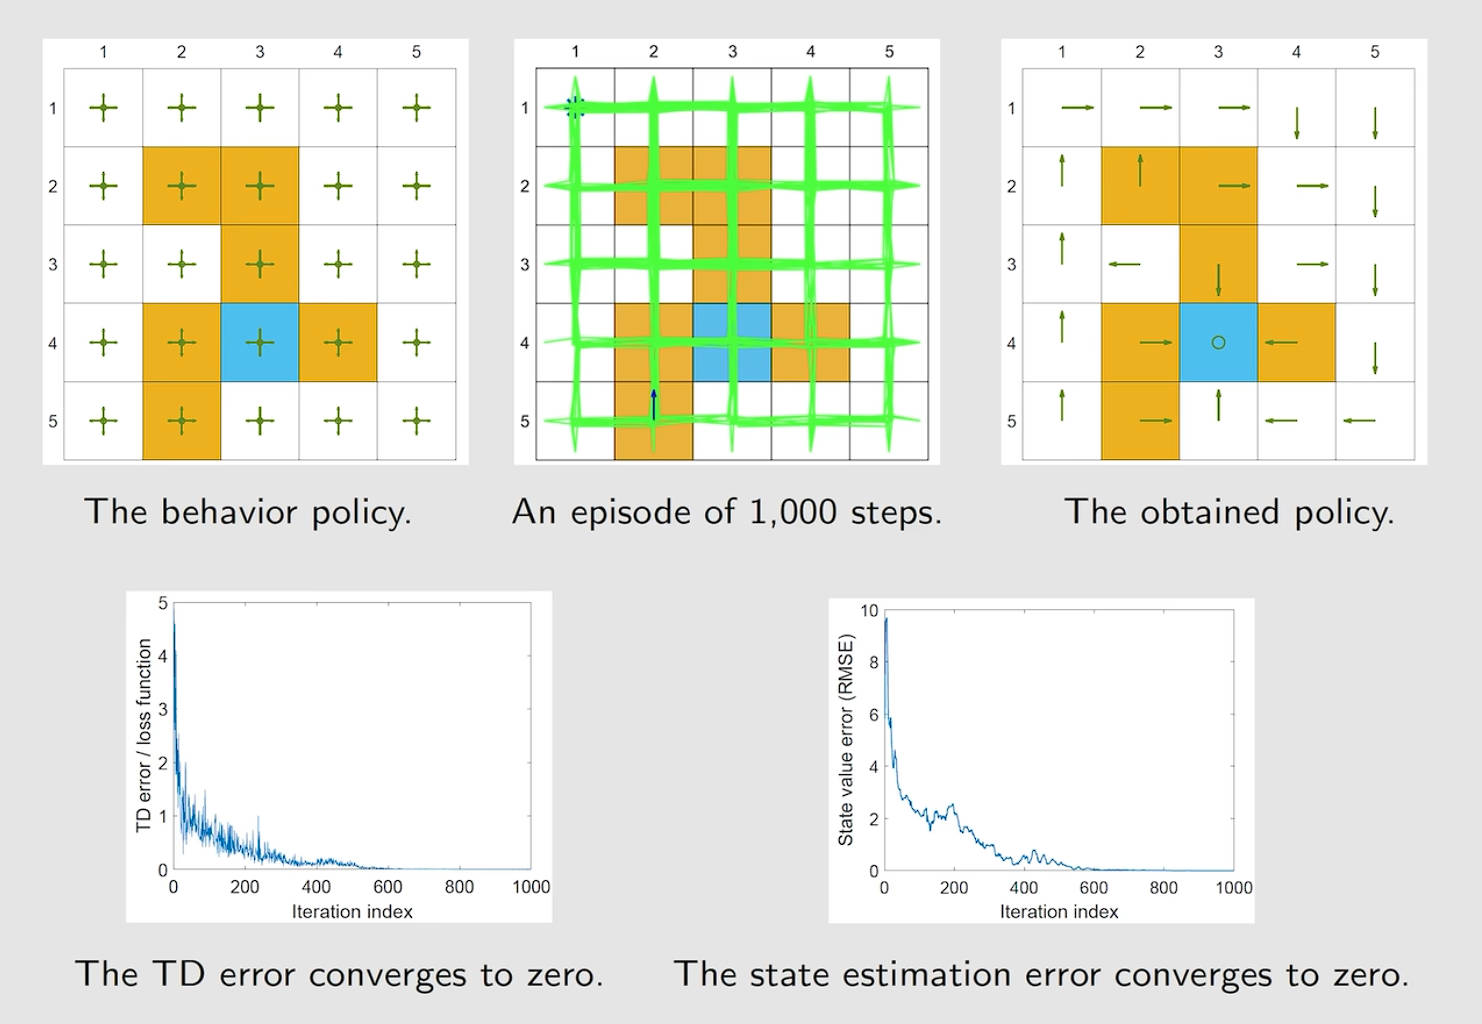 1 2 3 4 5
1
2
3
4
5
The behavior policy.
1 2 3 4 5
1
2
3
4
5
An episode of 1,000 steps.
1 2 3 4 5
1
2
3
4
5
The obtained policy.
TD error / loss function
5
4
3
2
1
0
0 200 400 600 800 1000
Iteration index
The TD error converges to zero.
State value error (RMSE)
10
8
6
4
2
0
0 200 400 600 800 1000
Iteration index
The state estimation error converges to zero.